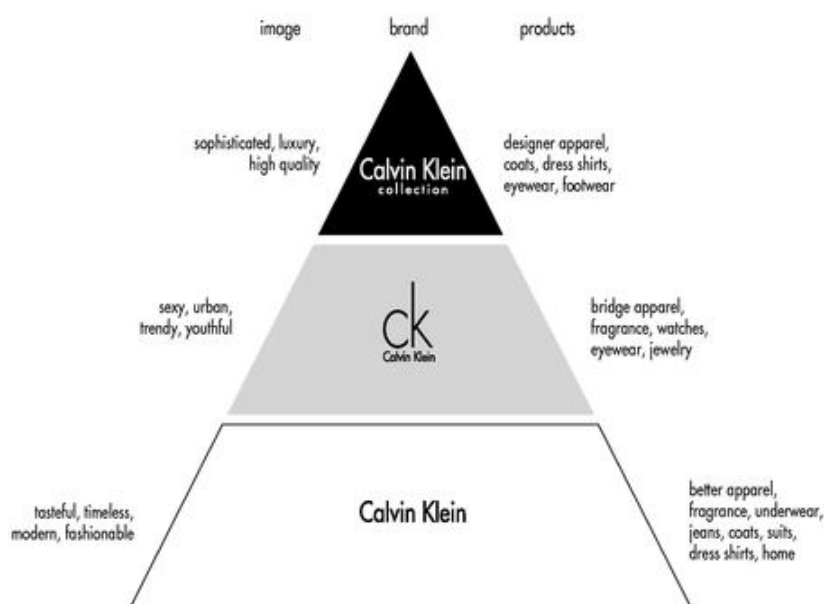 image brand products
sophisticated, luxury,
high quality
Calvin Klein
collection
designer apparel,
coats, dress shirts,
eyewear, footwear
sexy, urban,
trendy, youthful
ck
Calvin Klein
bridge apparel,
fragrance, watches,
eyewear, jewelry
tasteful, timeless,
modern, fashionable
Calvin Klein
better apparel,
fragrance, underwear,
jeans, coats, suits,
dress shirts, home